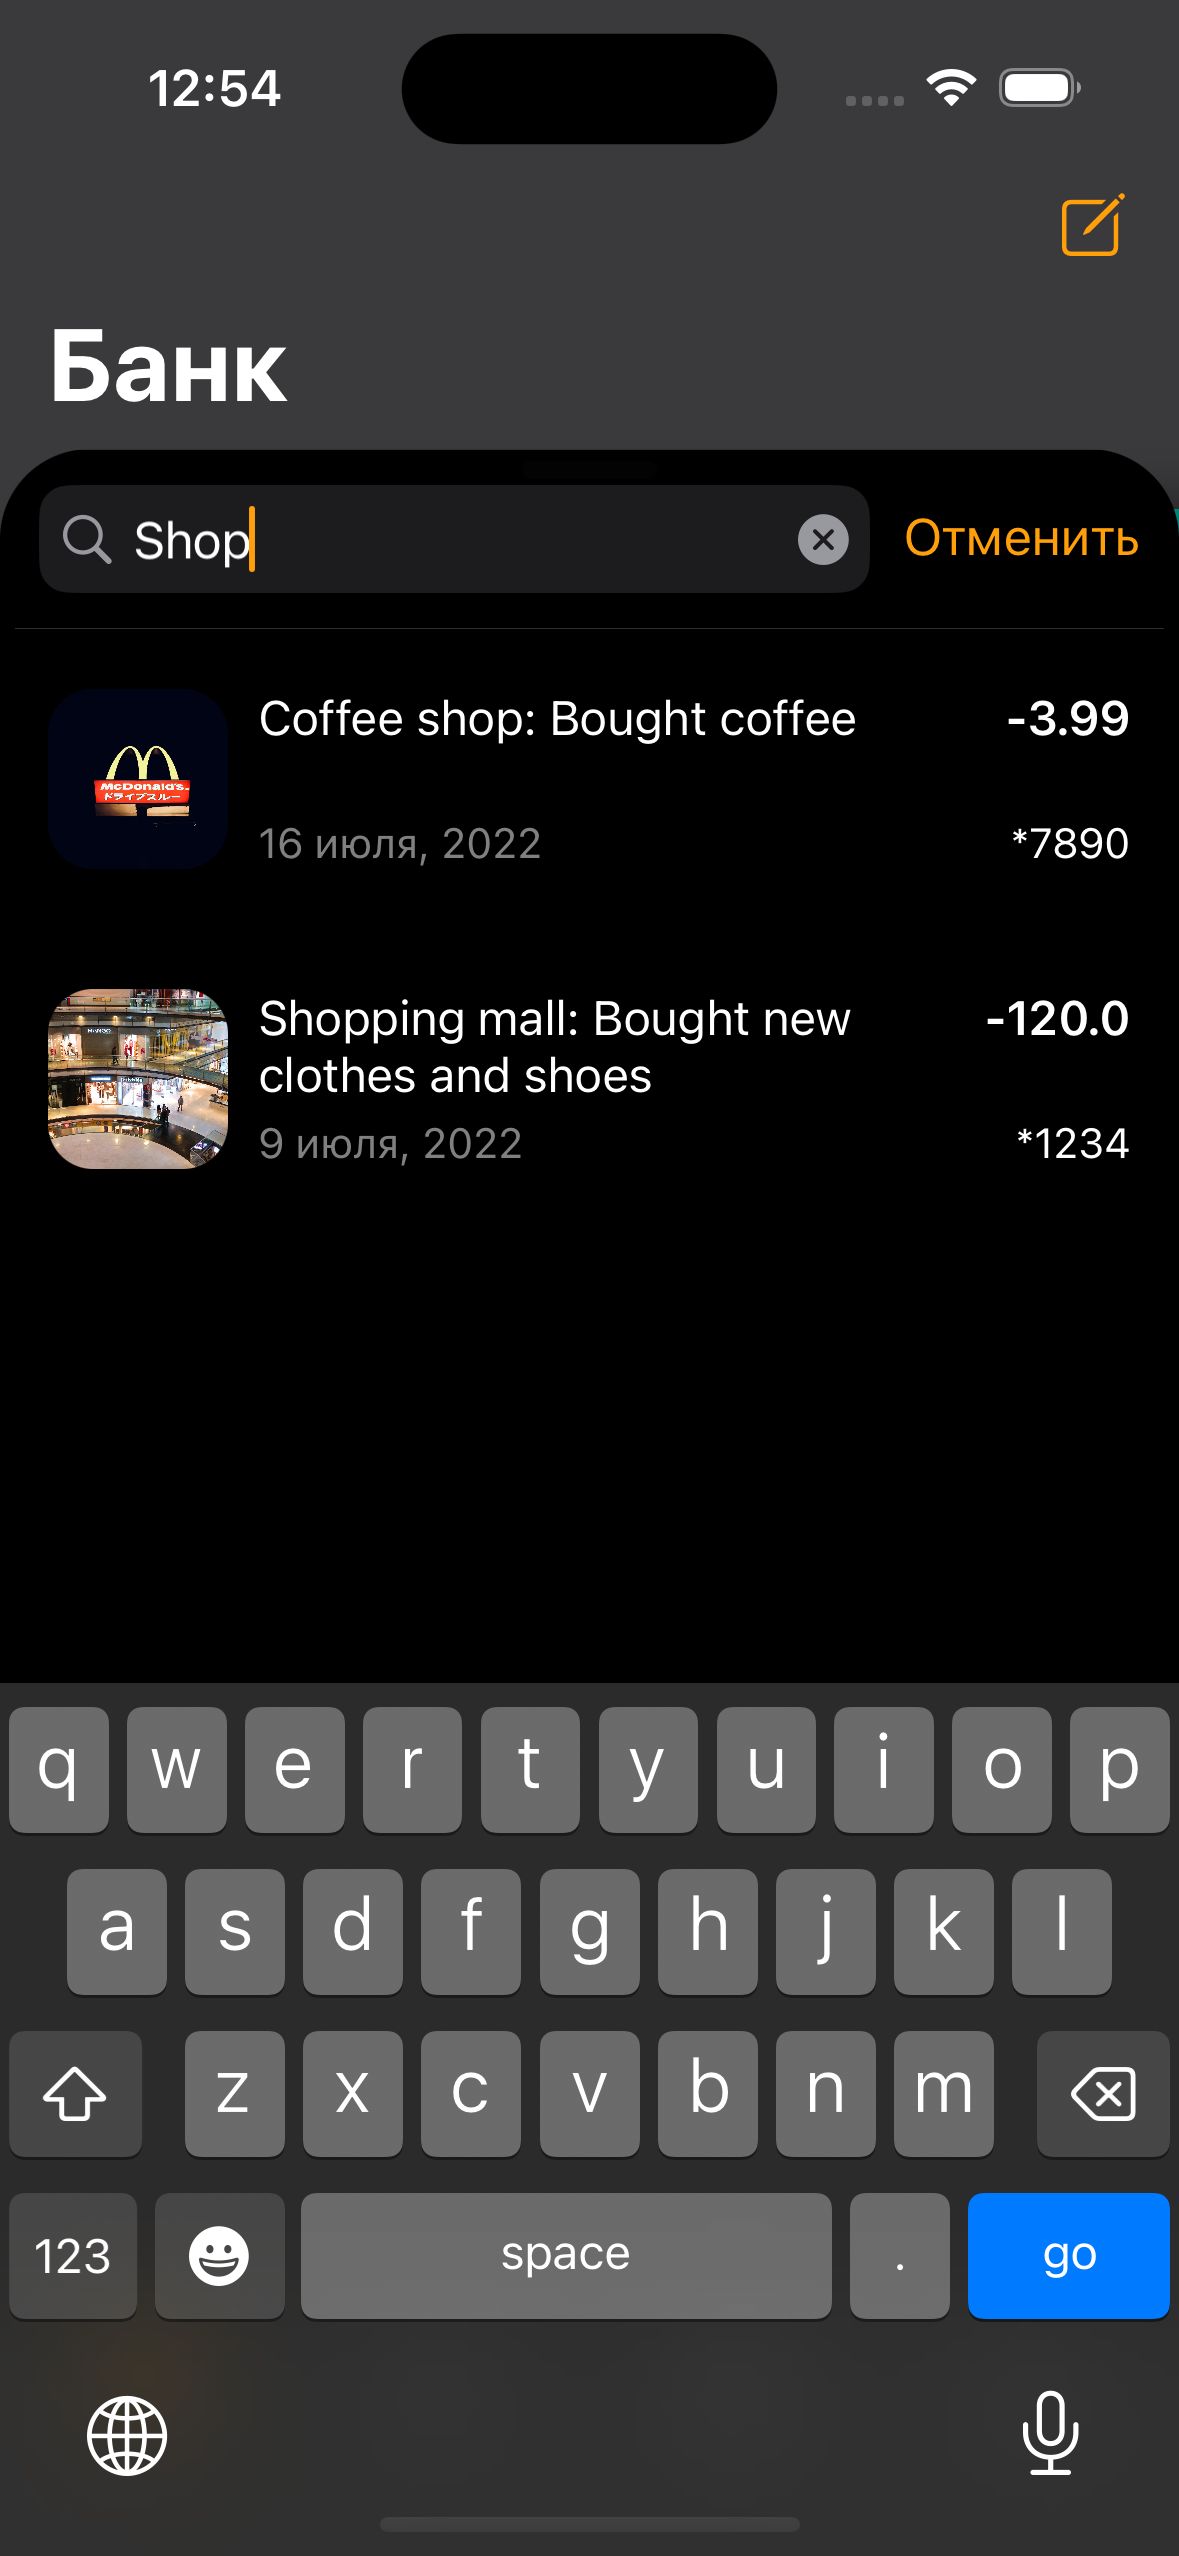 12:54
Банк
Shop
Отменить
Coffee shop: Bought coffee
-3.99
McDonald's
ドライブスルー
16 июля, 2022
*7890
Shopping mall: Bought new
-120.0
clothes and shoes
MANGO
9 июля, 2022
*1234
q w e r t y u i o p
a s d f g h j k l
z x c v b n m
123
space
.
go